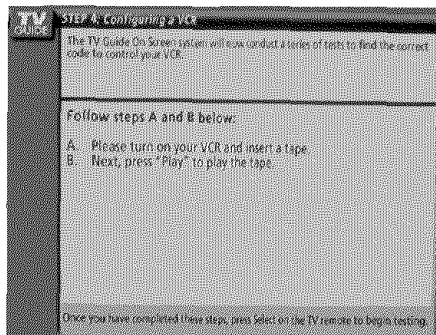 TV
GUIDE
STEP 4: Configuring a VCR
The TV Guide On Screen system will now conduct a series of tests to find the correct
code to control your VCR.
Follow steps A and B below:
A. Please turn on your VCR and insert a tape.
B. Next, press "Play" to play the tape.
Once you have completed these steps, press Select on the TV remote to begin testing.